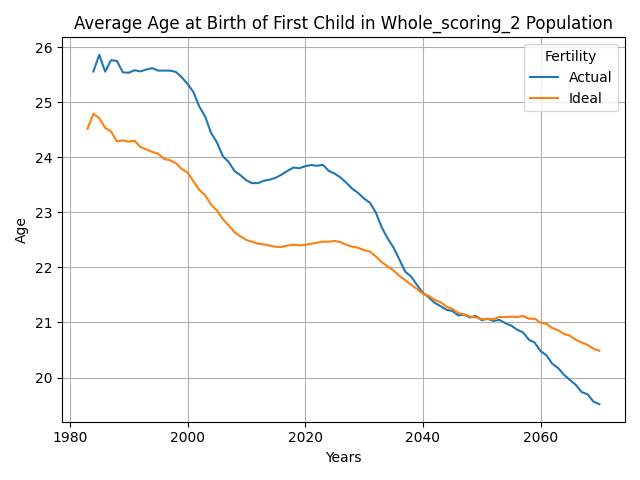 Average Age at Birth of First Child in Whole_scoring_2 Population
Fertility
Actual
Ideal
Age
26
25
24
23
22
21
20
1980
2000
2020
2040
2060
Years